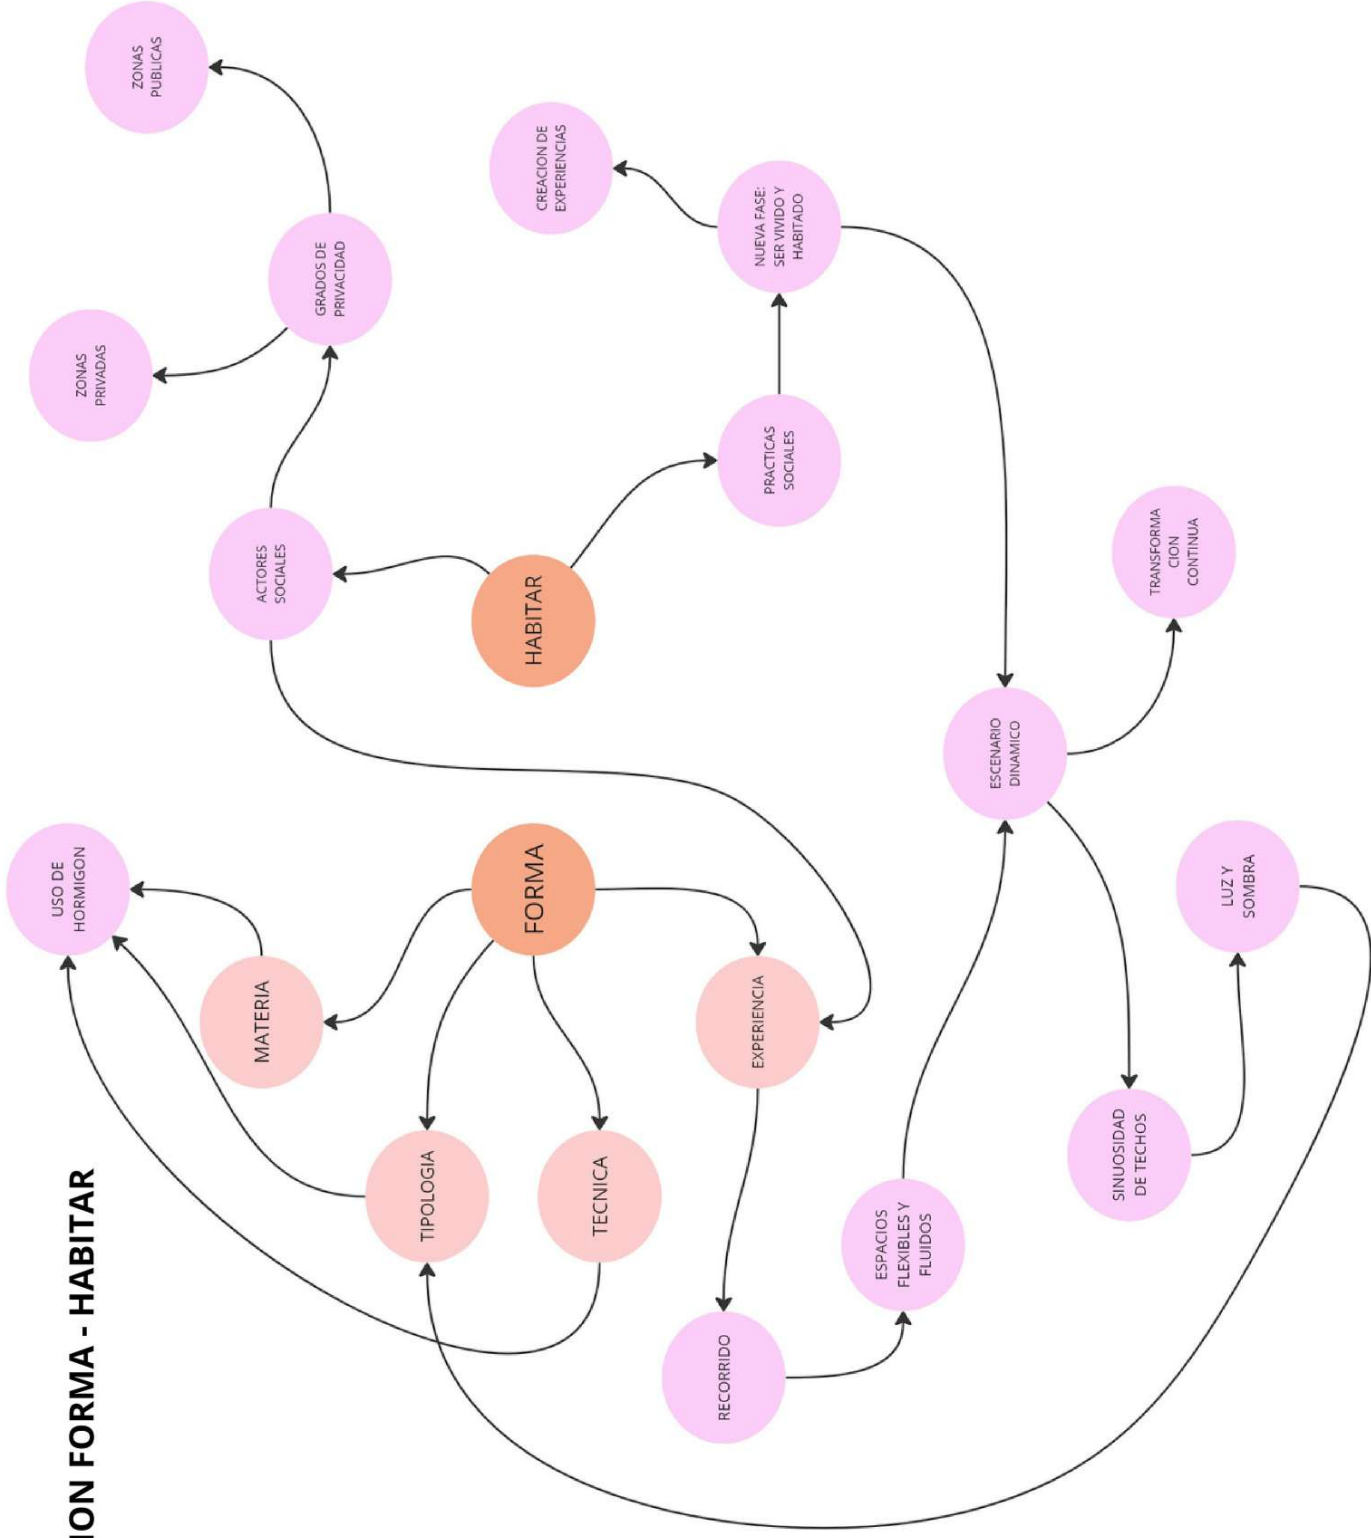 ION FORMA - HABITAR
USO DE
HORMIGON
ZONAS
PRIVADAS
ZONAS
PUBLICAS
MATERIA
ACTORES
SOCIALES
GRADOS DE
PRIVACIDAD
TIPOLOGIA
FORMA
HABITAR
CREACION DE
EXPERIENCIAS
TECNICA
RECORRIDO
EXPERIENCIA
PRACTICAS
SOCIALES
NUEVA FASE:
SER VIVIDO Y
HABITADO
ESPACIOS
FLEXIBLES Y
FLUIDOS
ESCENARIO
DINAMICO
SINUOSIDAD
DE TECHOS
TRANSFORMA
CION
CONTINUA
LUZ Y
SOMBRA